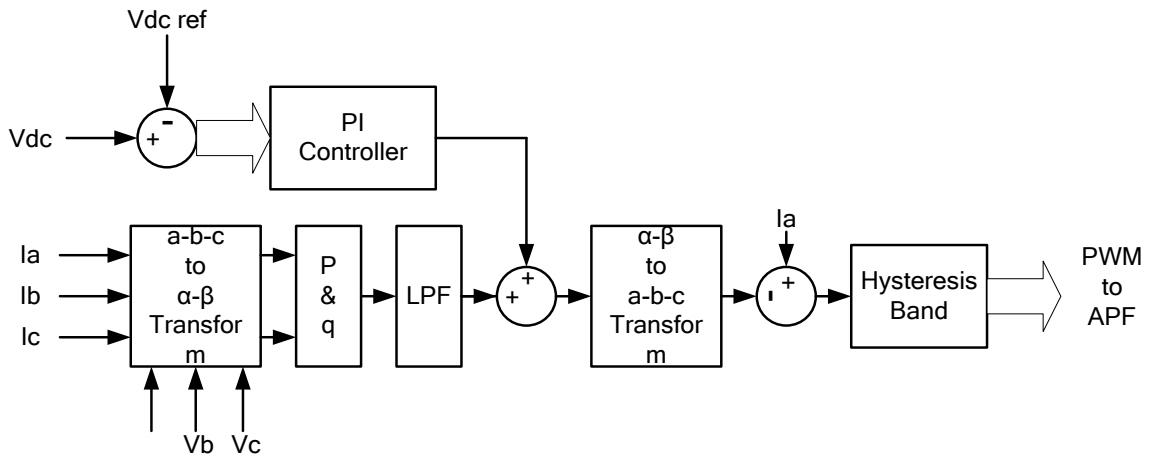 Vdc ref
Vdc
+
-
PI
Controller
Ia
Ib
Ic
a-b-c
to
α-β
Transfor
m
Vb
Vc
P
&
q
LPF
+
+
α-β
to
a-b-c
Transfor
m
Ia
-
+
Hysteresis
Band
PWM
to
APF